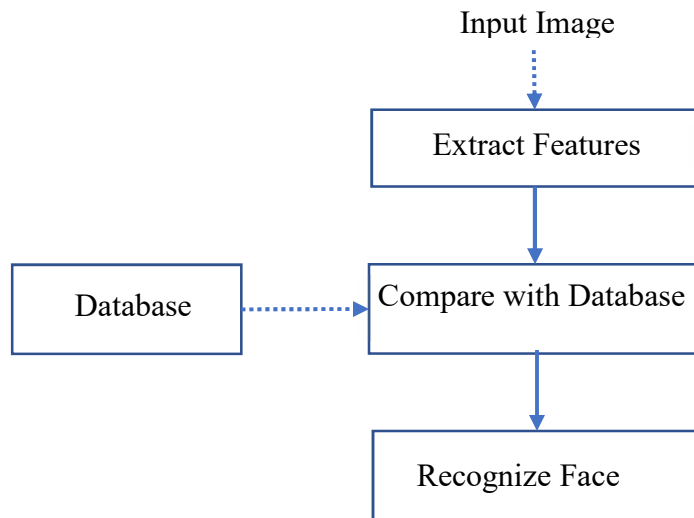 Input Image
Extract Features
Database
Compare with Database
Recognize Face